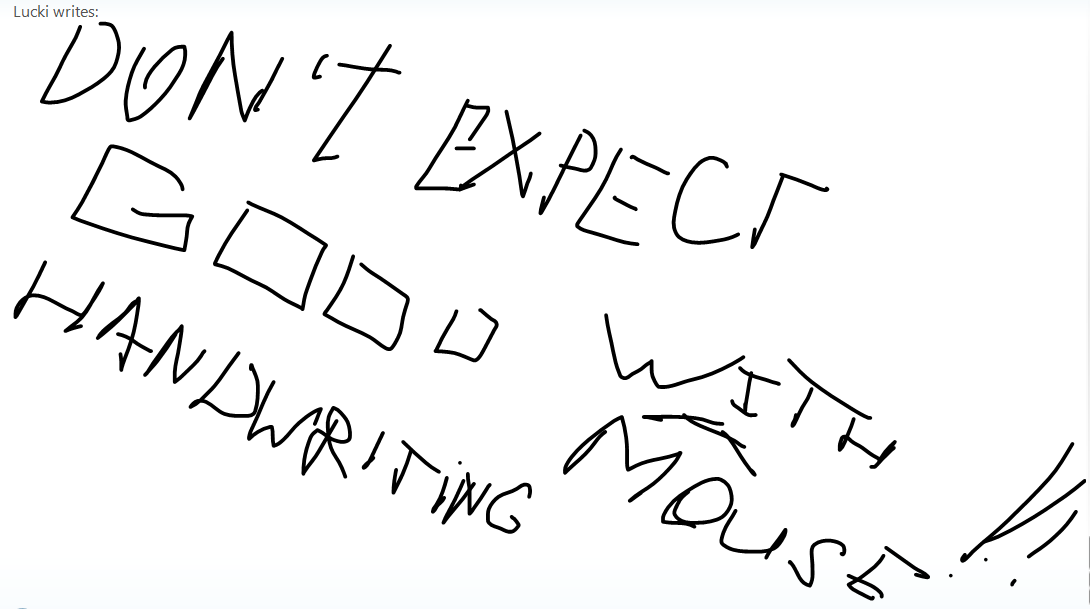 Lucki writes:
DON'T EXPECT
GOOD
HANDWRITING
WITH
MOUSE!!!